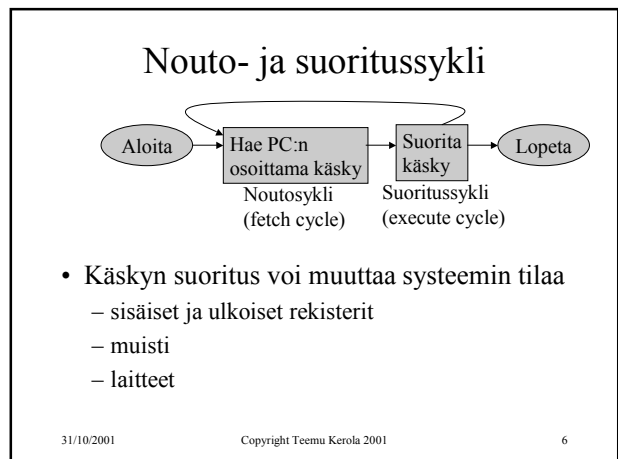 Nouto- ja suoritussykli
Aloita
Hae PC:n
osoittama käsky
Suorita
käsky
Lopeta
Noutosykli
(fetch cycle)
Suoritussykli
(execute cycle)
• Käskyn suoritus voi muuttaa systeemin tilaa
– sisäiset ja ulkoiset rekisterit
– muisti
– laitteet
31/10/2001 Copyright Teemu Kerola 2001 6